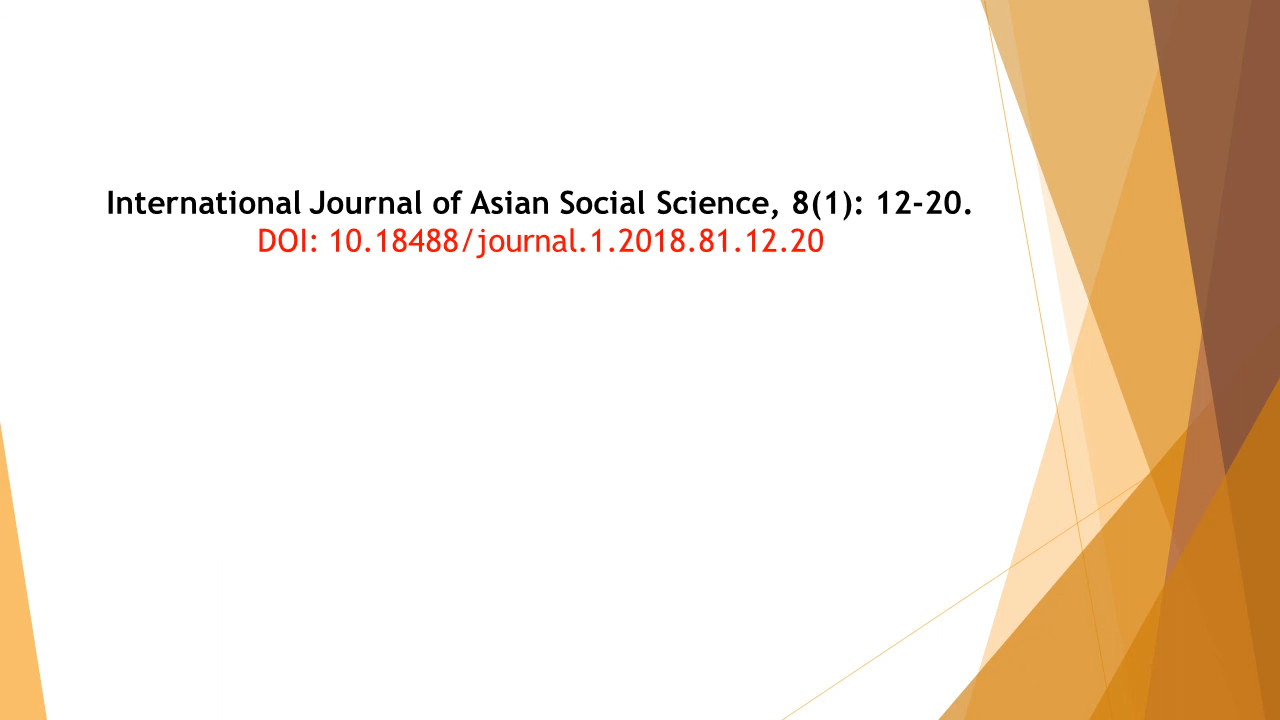 International Journal of Asian Social Science, 8(1): 12-20.
DOI: 10.18488/journal.1.2018.81.12.20